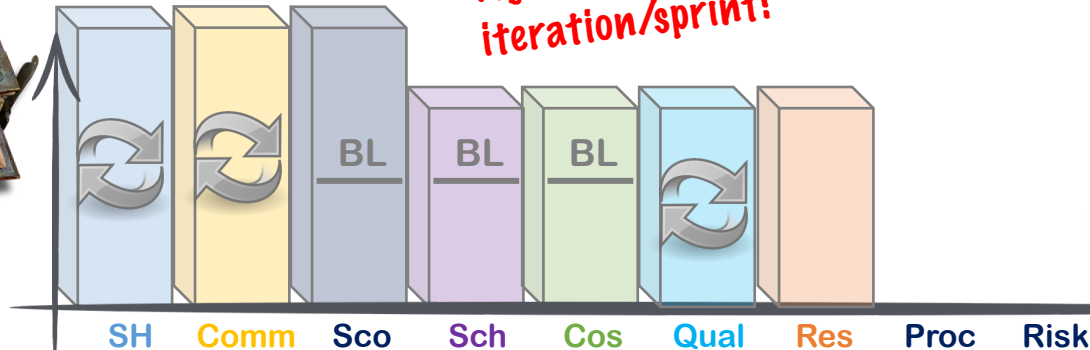 iteration/sprint!
BL BL BL
SH Comm Sco Sch Cos Qual Res Proc Risk